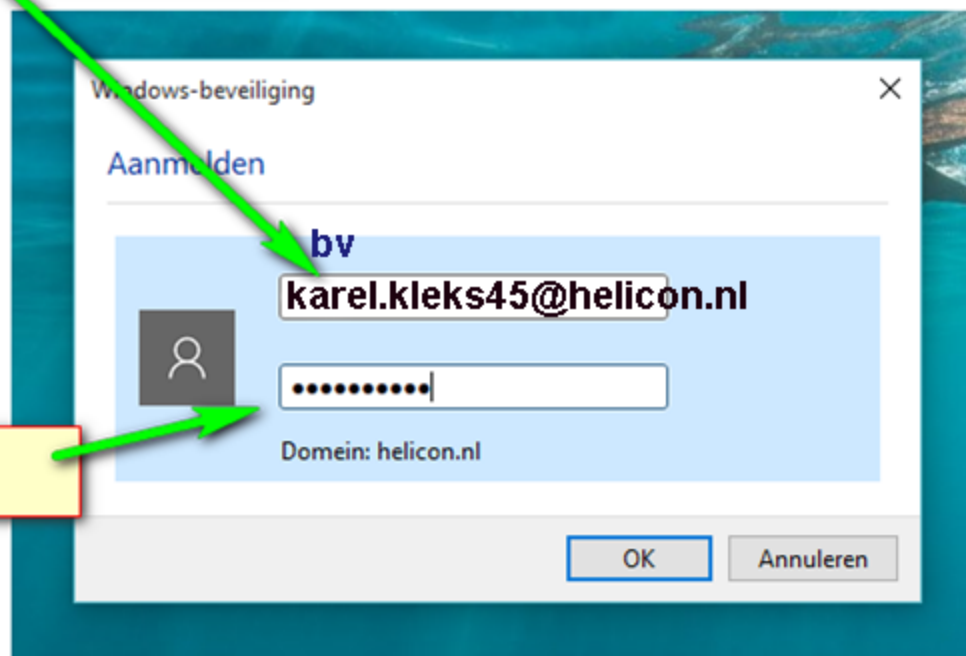 Windows-beveiliging
Aanmelden
bv
karel.kleks45@helicon.nl
••••••••••
Domein: helicon.nl
OK
Annuleren